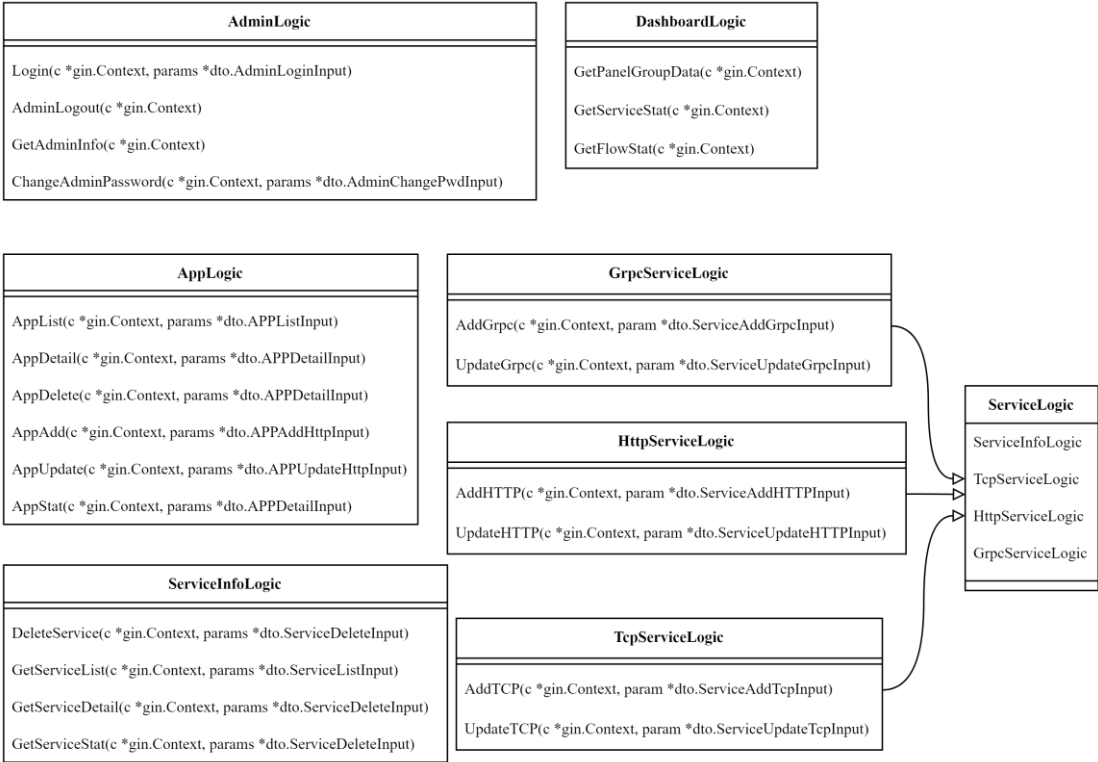 AdminLogic
Login(c *gin.Context, params *dto.AdminLoginInput)
AdminLogout(c *gin.Context)
GetAdminInfo(c *gin.Context)
ChangeAdminPassword(c *gin.Context, params *dto.AdminChangePwdInput)
DashboardLogic
GetPanelGroupData(c *gin.Context)
GetServiceStat(c *gin.Context)
GetFlowStat(c *gin.Context)
AppLogic
AppList(c *gin.Context, params *dto.APPListInput)
AppDetail(c *gin.Context, params *dto.APPDetailInput)
AppDelete(c *gin.Context, params *dto.APPDetailInput)
AppAdd(c *gin.Context, params *dto.APPAddHttpInput)
AppUpdate(c *gin.Context, params *dto.APPUpdateHttpInput)
AppStat(c *gin.Context, params *dto.APPDetailInput)
GrpcServiceLogic
AddGrpc(c *gin.Context, param *dto.ServiceAddGrpcInput)
UpdateGrpc(c *gin.Context, param *dto.ServiceUpdateGrpcInput)
HttpServiceLogic
AddHTTP(c *gin.Context, param *dto.ServiceAddHTTPInput)
UpdateHTTP(c *gin.Context, param *dto.ServiceUpdateHTTPInput)
ServiceLogic
ServiceInfoLogic
TcpServiceLogic
HttpServiceLogic
GrpcServiceLogic
ServiceInfoLogic
DeleteService(c *gin.Context, params *dto.ServiceDeleteInput)
GetServiceList(c *gin.Context, params *dto.ServiceListInput)
GetServiceDetail(c *gin.Context, params *dto.ServiceDeleteInput)
GetServiceStat(c *gin.Context, params *dto.ServiceDeleteInput)
TcpServiceLogic
AddTCP(c *gin.Context, param *dto.ServiceAddTcpInput)
UpdateTCP(c *gin.Context, param *dto.ServiceUpdateTcpInput)